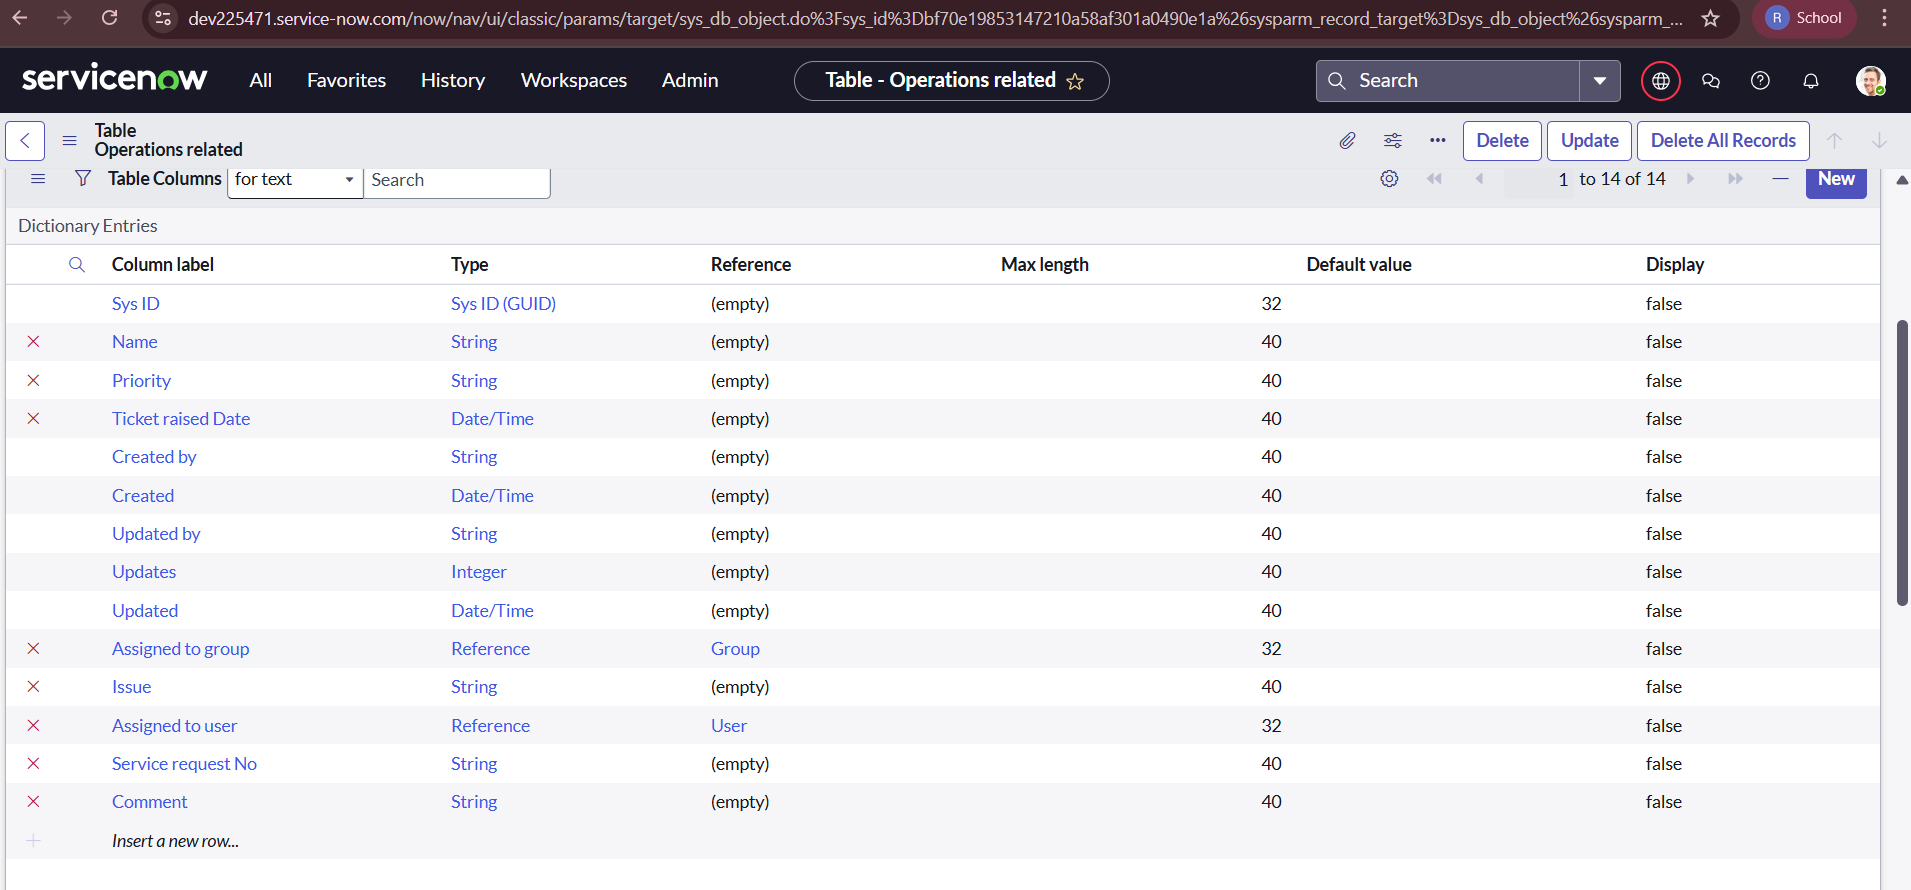 dev225471.service-now.com/now/nav/ui/classic/params/target/sys_db_object.do%3Fsys_id%3Dbf70e19853147210a58af301a0490e1a%26sysparm_record_target%3Dsys_db_object%26sysparm_...
R School
servicenow All Favorites History Workspaces Admin Table - Operations related Search
Table
Operations related
Delete Update Delete All Records
Table Columns for text Search 1 to 14 of 14 New
Dictionary Entries
Column label Type Reference Max length Default value Display
Sys ID Sys ID (GUID) (empty) 32 false
Name String (empty) 40 false
Priority String (empty) 40 false
Ticket raised Date Date/Time (empty) 40 false
Created by String (empty) 40 false
Created Date/Time (empty) 40 false
Updated by String (empty) 40 false
Updates Integer (empty) 40 false
Updated Date/Time (empty) 40 false
Assigned to group Reference Group 32 false
Issue String (empty) 40 false
Assigned to user Reference User 32 false
Service request No String (empty) 40 false
Comment String (empty) 40 false
Insert a new row...